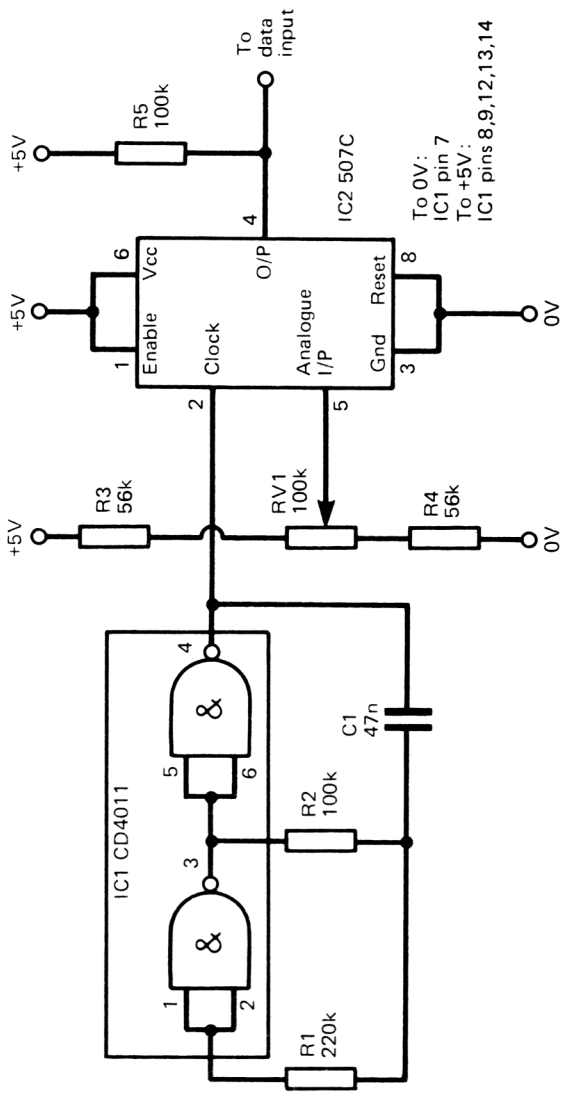 IC1 CD4011
1
2
&
3
5
6
&
4
R1
220k
R2
100k
C1
47n
+5V
R3
56k
RV1
100k
R4
56k
0V
+5V
1
Enable
6
Vcc
2
Clock
Analogue
I/P
5
O/P
4
Gnd
3
Reset
8
0V
IC2 507C
+5V
R5
100k
To
data
input
To 0V:
IC1 pin 7
To +5V:
IC1 pins 8,9,12,13,14